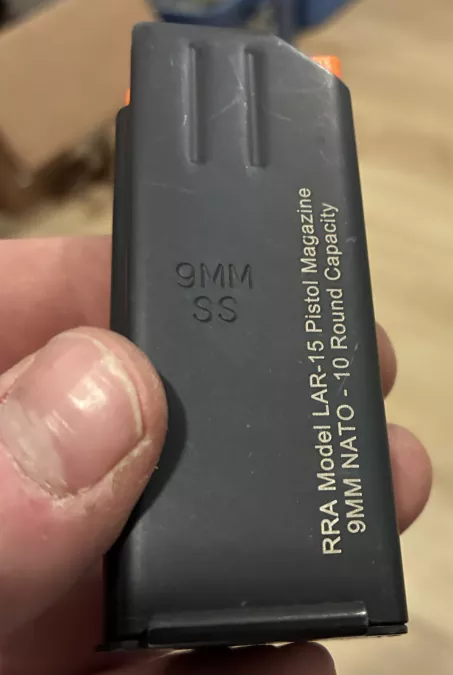 9MM
SS
RRA Model LAR-15 Pistol Magazine
9MM NATO - 10 Round Capacity